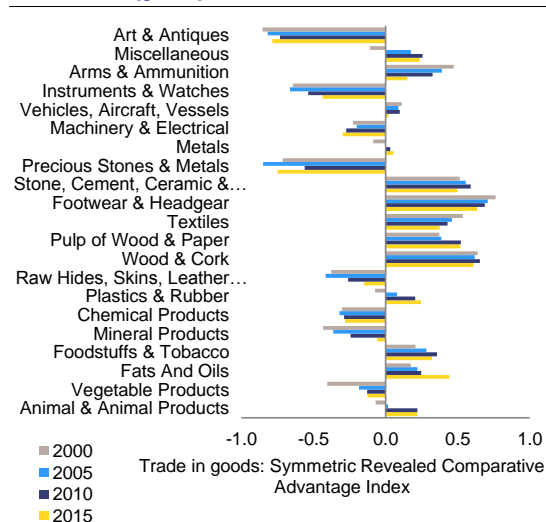 Art & Antiques
Miscellaneous
Arms & Ammunition
Instruments & Watches
Vehicles, Aircraft, Vessels
Machinery & Electrical
Metals
Precious Stones & Metals
Stone, Cement, Ceramic &…
Footwear & Headgear
Textiles
Pulp of Wood & Paper
Wood & Cork
Raw Hides, Skins, Leather…
Plastics & Rubber
Chemical Products
Mineral Products
Foodstuffs & Tobacco
Fats And Oils
Vegetable Products
Animal & Animal Products
-1.0 -0.5 0.0 0.5 1.0
2000
2005
2010
2015
Trade in goods: Symmetric Revealed Comparative
Advantage Index